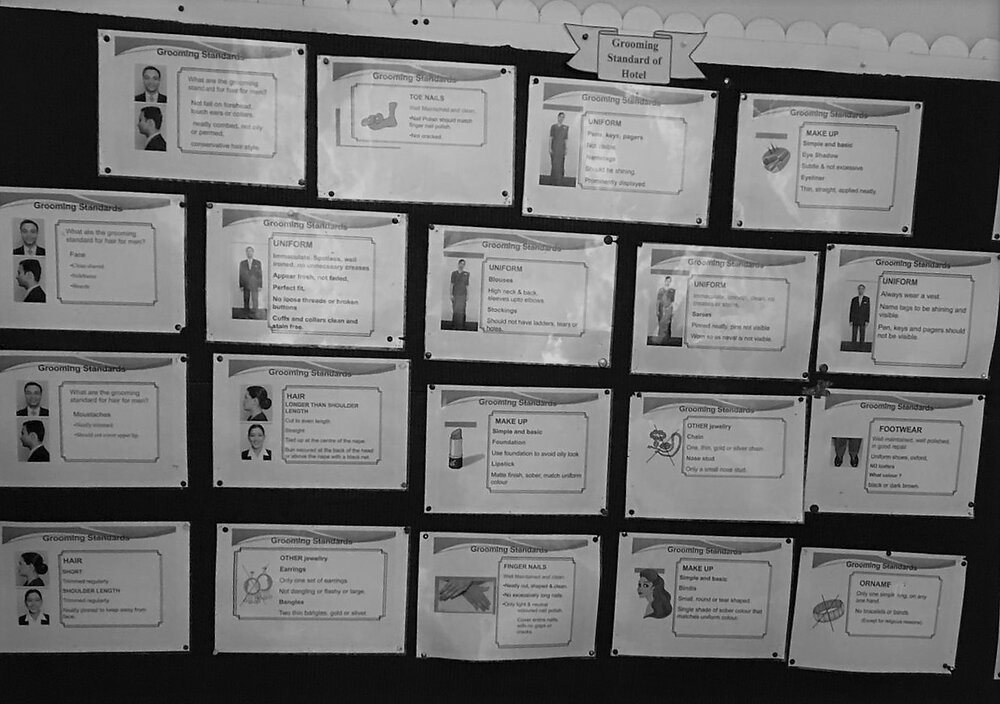 Grooming
Standard of
Hotel
Grooming Standards
What are the grooming
standard for hair for men?
Not fall on forehead
touch ears or collars.
neatly combed, not oily
or permed.
conservative hair style.
Grooming Standards
TOE NAILS
Well Maintained and clean.
•Nail Polish should match
finger nail polish.
•No cracked.
Grooming Standards
UNIFORM
Pens, keys, pagers
Not visible.
Nametags
Should be shining.
Prominently displayed
Grooming Standards
MAKE UP
Simple and basic
Eye Shadow
Subtle & not excessive
Eyeliner
Thin, straight, applied neatly.
Grooming Standards
What are the grooming
standard for hair for men?
Face
•Clean shaved
•Beards
Grooming Standards
UNIFORM
Immaculate. Spotless, well
ironed, no unnecessary creases
Appear fresh, not faded,
Perfect fit,
No loose threads or broken
buttons
Cuffs and collars clean and
stain free.
Grooming Standards
UNIFORM
Blouses
High neck & back,
sleeves upto elbows.
Stockings
Should not have ladders, tears or
holes.
Grooming Standards
UNIFORM
Immaculate, ironed, clean, no
creases or stains.
Sarees
Pinned neatly, pins not visible
Worn so as naval is not visible.
Grooming Standards
UNIFORM
Always wear a vest.
Name tags to be shining and
visible.
Pen, keys and pagers should
not be visible.
Grooming Standards
What are the grooming
standard for hair for men?
Moustaches
•Neatly trimmed
•Should not cover upper lip.
Grooming Standards
HAIR
LONGER THAN SHOULDER
LENGTH
Cut to even length
Straight
Tied up at the centre of the nape
Bun secured at the back of the head
or above the nape with a black net.
Grooming Standards
MAKE UP
Simple and basic
Foundation
Use foundation to avoid oily look
Lipstick
Matte finish, sober, match uniform
colour
Grooming Standards
OTHER jewellry
Chain
One, thin, gold or silver chain.
Nose stud
Only a small nose stud.
Grooming Standards
FOOTWEAR
Well maintained, well polished,
in good repair
Uniform shoes, oxford,
NO loafers
What colour ?
black or dark brown.
Grooming Standards
HAIR
SHORT
Trimmed regularly
SHOULDER LENGTH
Trimmed regularly
Neatly pinned to keep away from
face.
Grooming Standards
OTHER jewellry
Earrings
Only one set of earrings.
Not dangling or flashy or large.
Bangles
Two thin bangles, gold or silver.
Grooming Standards
FINGER NAILS
Well Maintained and clean.
•Neatly cut, shaped & clean.
•No excessively long nails.
•Only light & neutral
coloured nail polish.
Cover entire nails
with no gaps or
cracks.
Grooming Standards
MAKE UP
Simple and basic
Bindis
Small, round or tear shaped.
Single shade of sober colour that
matches uniform colour.
Grooming Standards
ORNAME
Only one single ring, on any
one hand.
No bracelets or bands.
(Except for religious reasons)